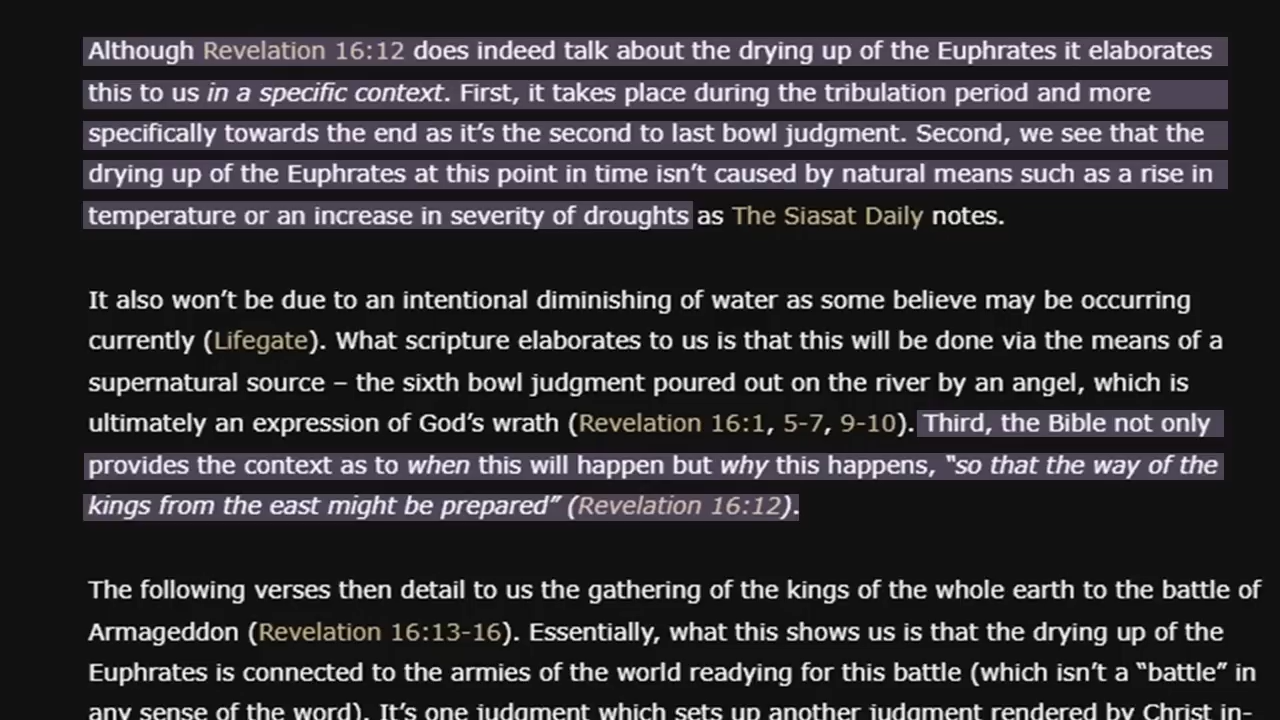 Although Revelation 16:12 does indeed talk about the drying up of the Euphrates it elaborates
this to us in a specific context. First, it takes place during the tribulation period and more
specifically towards the end as it’s the second to last bowl judgment. Second, we see that the
drying up of the Euphrates at this point in time isn’t caused by natural means such as a rise in
temperature or an increase in severity of droughts as The Siasat Daily notes.
It also won’t be due to an intentional diminishing of water as some believe may be occurring
currently (Lifegate). What scripture elaborates to us is that this will be done via the means of a
supernatural source – the sixth bowl judgment poured out on the river by an angel, which is
ultimately an expression of God’s wrath (Revelation 16:1, 5-7, 9-10). Third, the Bible not only
provides the context as to when this will happen but why this happens, “so that the way of the
kings from the east might be prepared” (Revelation 16:12).
The following verses then detail to us the gathering of the kings of the whole earth to the battle of
Armageddon (Revelation 16:13-16). Essentially, what this shows us is that the drying up of the
Euphrates is connected to the armies of the world readying for this battle (which isn’t a “battle” in
any sense of the word). It’s one judgment which sets up another judgment rendered by Christ in-